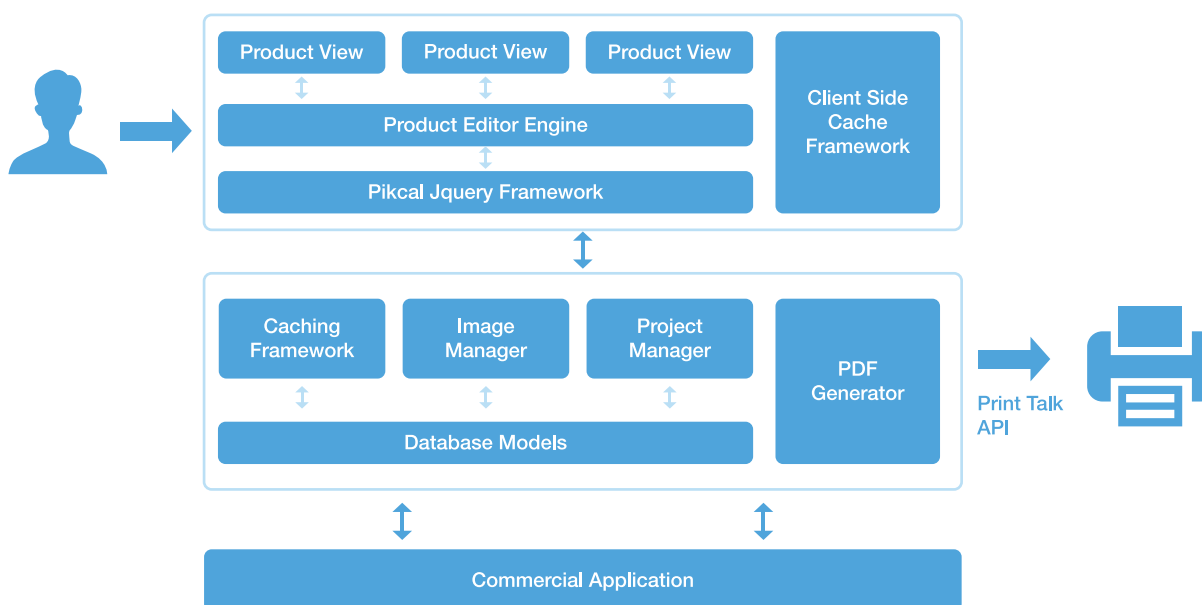 Product View
Product View
Product View
Product Editor Engine
Pikcal Jquery Framework
Client Side
Cache
Framework
Caching
Framework
Image
Manager
Project
Manager
Database Models
PDF
Generator
Print Talk
API
Commercial Application